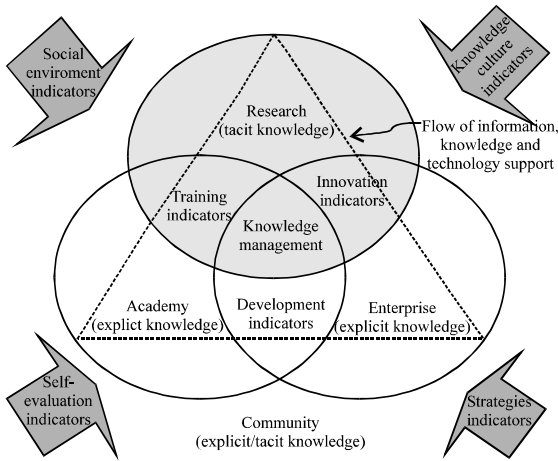 Social
enviroment
indicators
Knowledge
culture
indicators
Research
(tacit knowledge)
Flow of information,
knowledge and
technology support
Training
indicators
Innovation
indicators
Knowledge
management
Academy
(explict knowledge)
Development
indicators
Enterprise
(explicit knowledge)
Self-
evaluation
indicators
Strategies
indicators
Community
(explicit/tacit knowledge)